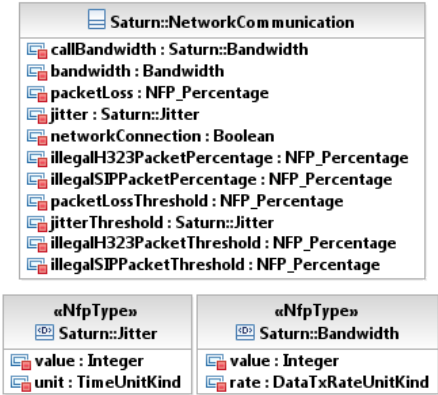 Saturn::NetworkCommunication
callBandwidth : Saturn::Bandwidth
bandwidth : Bandwidth
packetLoss : NFP_Percentage
jitter : Saturn::Jitter
networkConnection : Boolean
illegalH323PacketPercentage : NFP_Percentage
illegalSIPPacketPercentage : NFP_Percentage
packetLossThreshold : NFP_Percentage
jitterThreshold : Saturn::Jitter
illegalH323PacketThreshold : NFP_Percentage
illegalSIPPacketThreshold : NFP_Percentage
«NfpType»
«D» Saturn::Jitter
value : Integer
unit : TimeUnitKind
«NfpType»
«D» Saturn::Bandwidth
value : Integer
rate : DataTxRateUnitKind